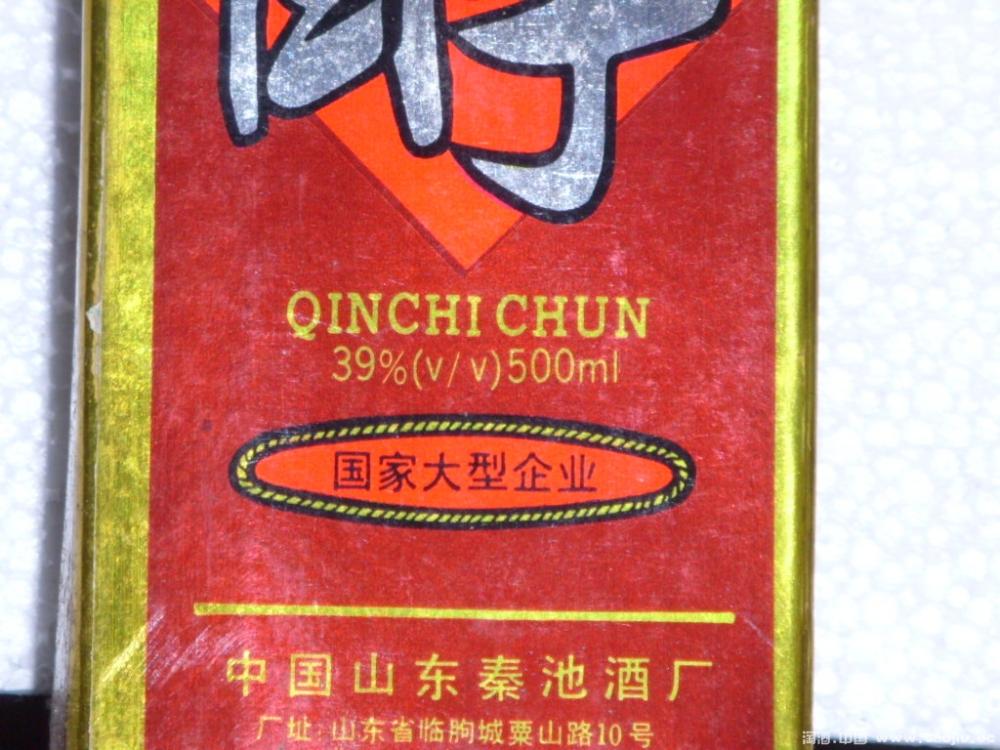 QINCHI CHUN
39%(v/v)500ml
国家大型企业
中国山东秦池酒厂
厂址:山东省临朐城粟山路10号